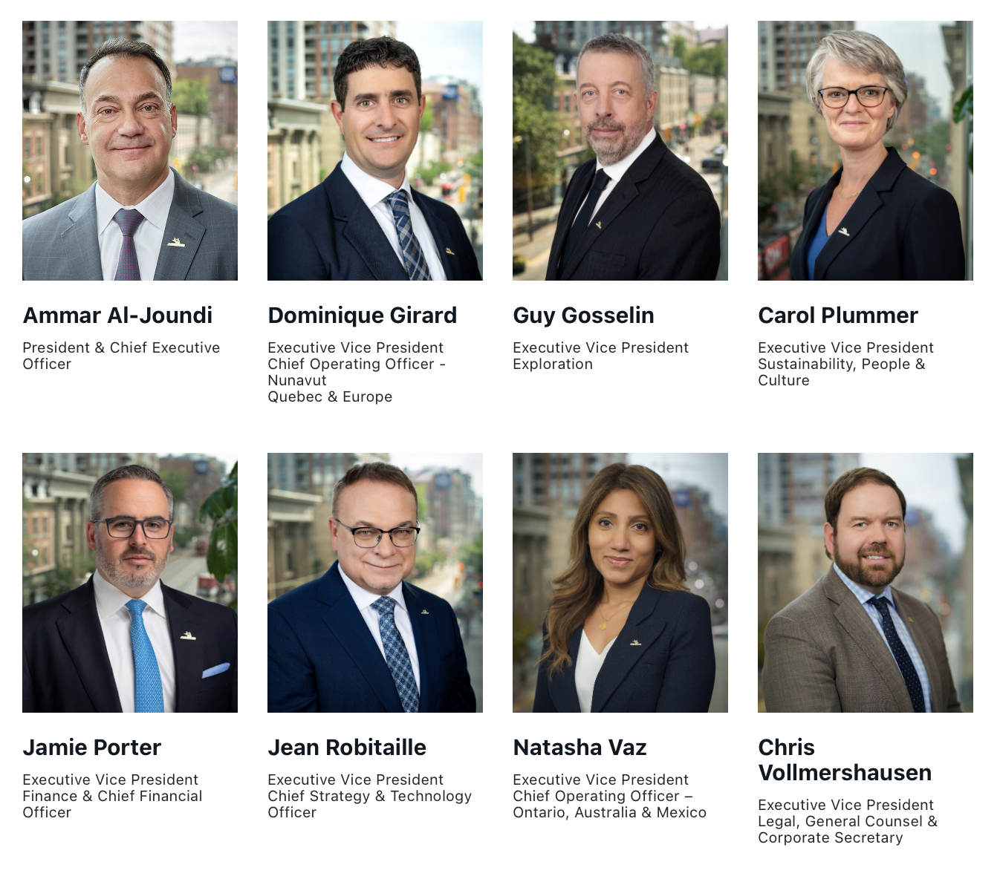 Ammar Al-Joundi
President & Chief Executive
Officer
Dominique Girard
Executive Vice President
Chief Operating Officer -
Nunavut
Quebec & Europe
Guy Gosselin
Executive Vice President
Exploration
Carol Plummer
Executive Vice President
Sustainability, People &
Culture
Jamie Porter
Executive Vice President
Finance & Chief Financial
Officer
Jean Robitaille
Executive Vice President
Chief Strategy & Technology
Officer
Natasha Vaz
Executive Vice President
Chief Operating Officer –
Ontario, Australia & Mexico
Chris
Vollmershausen
Executive Vice President
Legal, General Counsel &
Corporate Secretary